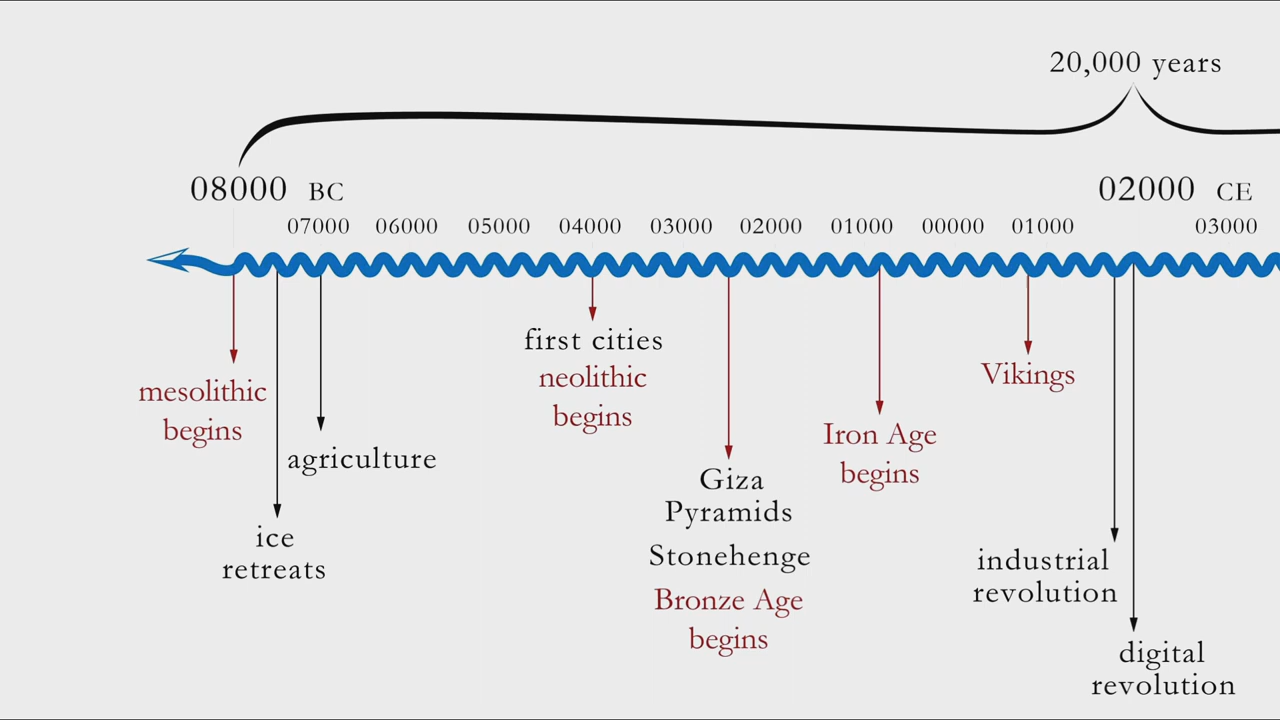 20,000 years
08000 BC
02000 CE
07000 06000 05000 04000 03000 02000 01000 00000 01000 03000
first cities
neolithic
begins
Vikings
mesolithic
begins
Iron Age
begins
agriculture
Giza
Pyramids
Stonehenge
Bronze Age
begins
ice
retreats
industrial
revolution
digital
revolution